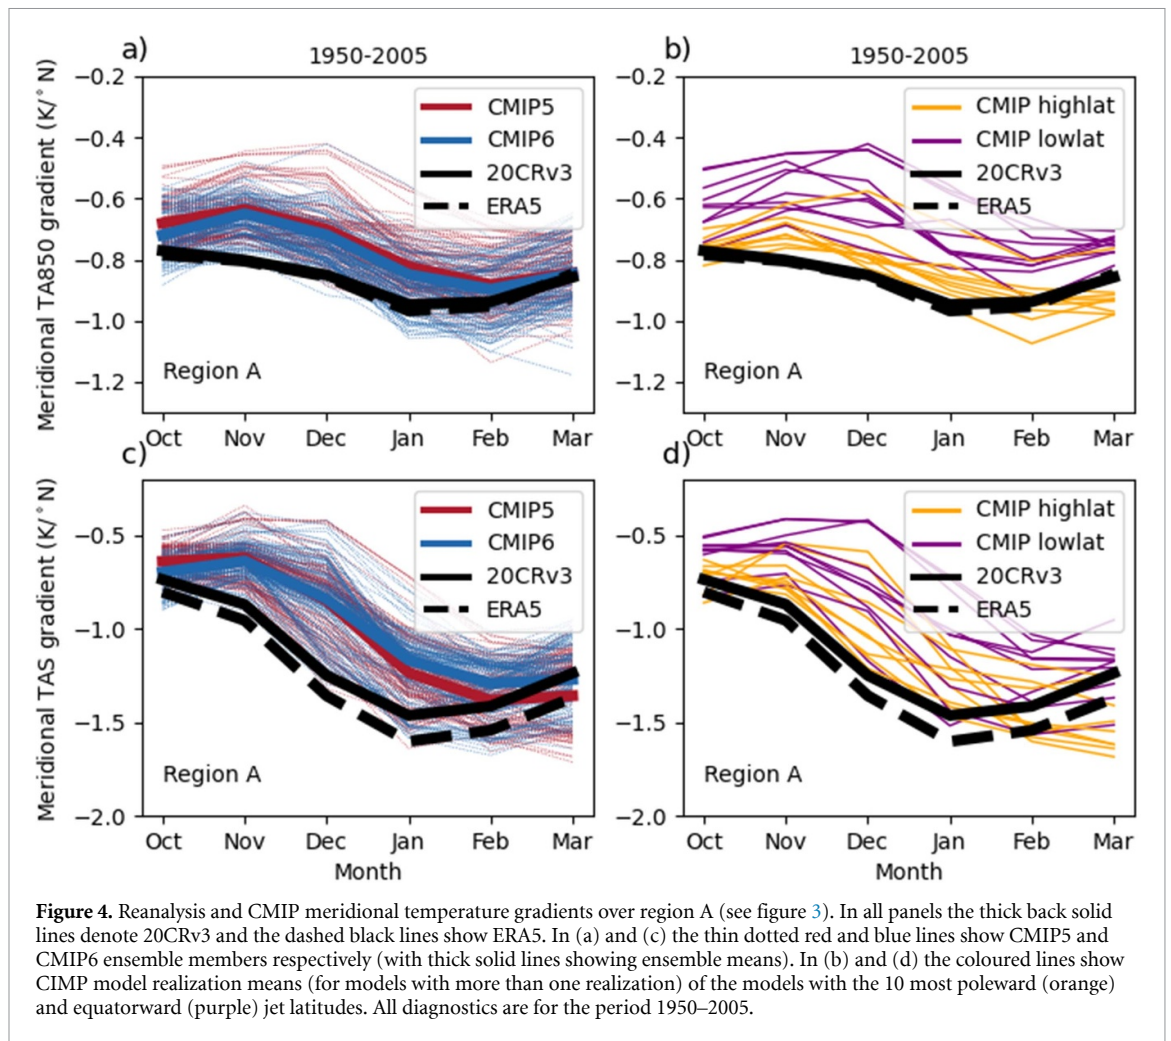 a)
1950-2005
Meridional TA850 gradient (K/°N)
−0.2
−0.4
−0.6
−0.8
−1.0
−1.2
CMIP5
CMIP6
20CRv3
ERA5
Region A
Oct Nov Dec Jan Feb Mar
b)
1950-2005
−0.2
−0.4
−0.6
−0.8
−1.0
−1.2
CMIP highlat
CMIP lowlat
20CRv3
ERA5
Region A
Oct Nov Dec Jan Feb Mar
c)
Meridional TAS gradient (K/°N)
−0.5
−1.0
−1.5
−2.0
CMIP5
CMIP6
20CRv3
ERA5
Region A
Oct Nov Dec Jan Feb Mar
Month
d)
−0.5
−1.0
−1.5
−2.0
CMIP highlat
CMIP lowlat
20CRv3
ERA5
Region A
Oct Nov Dec Jan Feb Mar
Month
Figure 4. Reanalysis and CMIP meridional temperature gradients over region A (see figure 3). In all panels the thick back solid
lines denote 20CRv3 and the dashed black lines show ERA5. In (a) and (c) the thin dotted red and blue lines show CMIP5 and
CMIP6 ensemble members respectively (with thick solid lines showing ensemble means). In (b) and (d) the coloured lines show
CIMP model realization means (for models with more than one realization) of the models with the 10 most poleward (orange)
and equatorward (purple) jet latitudes. All diagnostics are for the period 1950–2005.